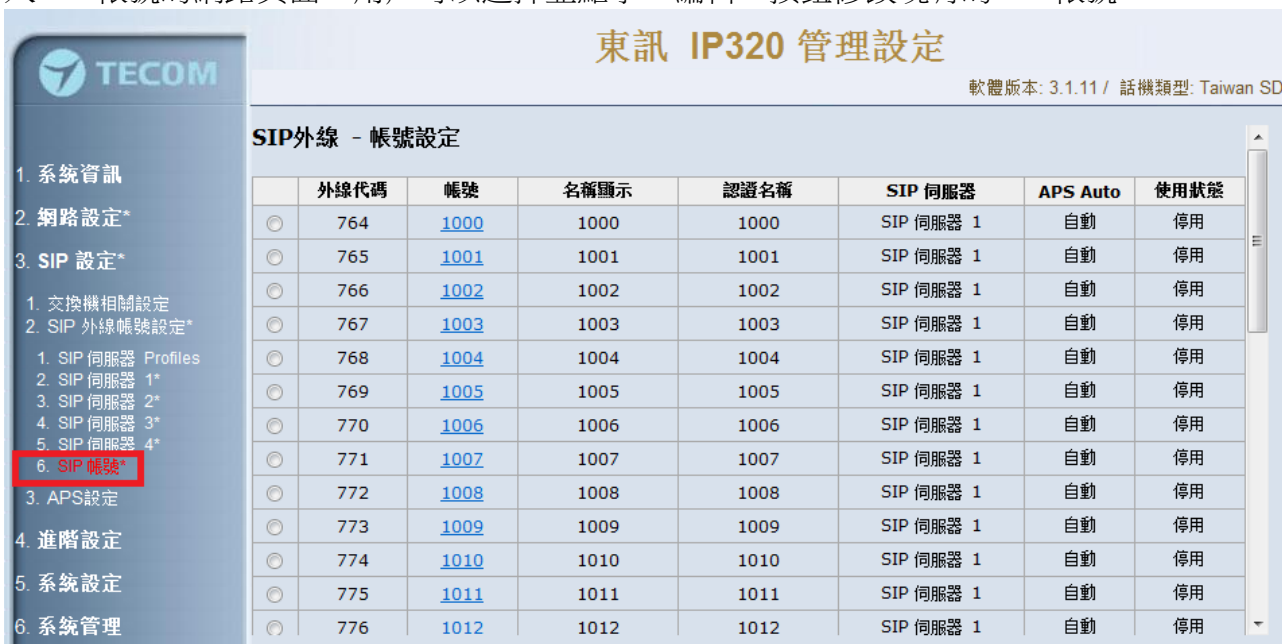 東訊 IP320 管理設定
TECOM
軟體版本: 3.1.11 / 話機類型: Taiwan SD
1. 系統資訊
2. 網路設定*
3. SIP 設定*
1. 交換機相關設定
2. SIP 外線帳號設定*
1. SIP 伺服器 Profiles
2. SIP 伺服器 1*
3. SIP 伺服器 2*
4. SIP 伺服器 3*
5. SIP 伺服器 4*
6. SIP 帳號*
3. APS設定
4. 進階設定
5. 系統設定
6. 系統管理
SIP外線 - 帳號設定
外線代碼 帳號 名稱顯示 認證名稱 SIP 伺服器 APS Auto 使用狀態
764 1000 1000 1000 SIP 伺服器 1 自動 停用
765 1001 1001 1001 SIP 伺服器 1 自動 停用
766 1002 1002 1002 SIP 伺服器 1 自動 停用
767 1003 1003 1003 SIP 伺服器 1 自動 停用
768 1004 1004 1004 SIP 伺服器 1 自動 停用
769 1005 1005 1005 SIP 伺服器 1 自動 停用
770 1006 1006 1006 SIP 伺服器 1 自動 停用
771 1007 1007 1007 SIP 伺服器 1 自動 停用
772 1008 1008 1008 SIP 伺服器 1 自動 停用
773 1009 1009 1009 SIP 伺服器 1 自動 停用
774 1010 1010 1010 SIP 伺服器 1 自動 停用
775 1011 1011 1011 SIP 伺服器 1 自動 停用
776 1012 1012 1012 SIP 伺服器 1 自動 停用